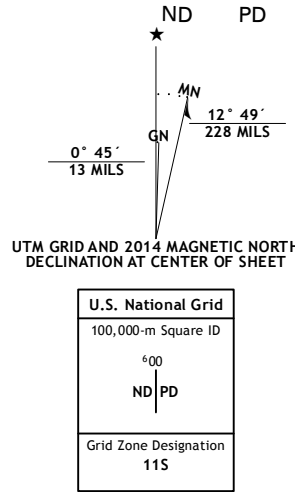 ND PD
MN
GN
12° 49´
228 MILS
0° 45´
13 MILS
UTM GRID AND 2014 MAGNETIC NORTH
DECLINATION AT CENTER OF SHEET
U.S. National Grid
100,000-m Square ID
⁶00
ND PD
Grid Zone Designation
11S